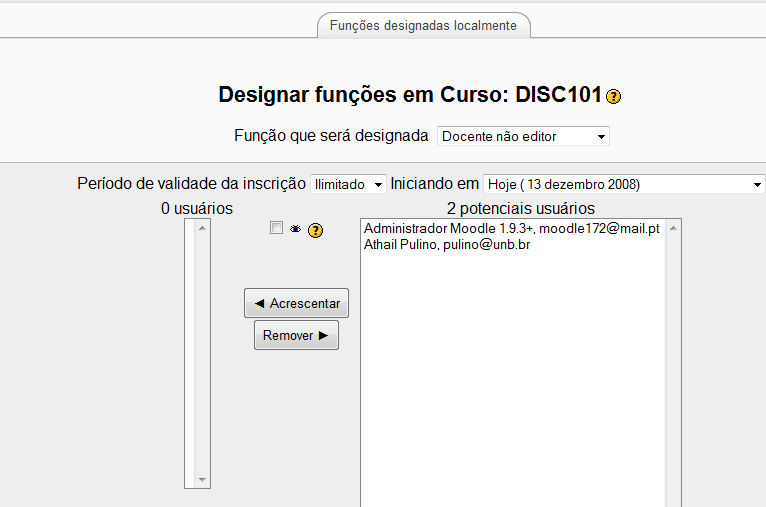 Funções designadas localmente
Designar funções em Curso: DISC101
Função que será designada Docente não editor
Período de validade da inscrição Ilimitado Iniciando em Hoje ( 13 dezembro 2008)
0 usuários 2 potenciais usuários
Administrador Moodle 1.9.3+, moodle172@mail.pt
Athail Pulino, pulino@unb.br
◄ Acrescentar
Remover ►